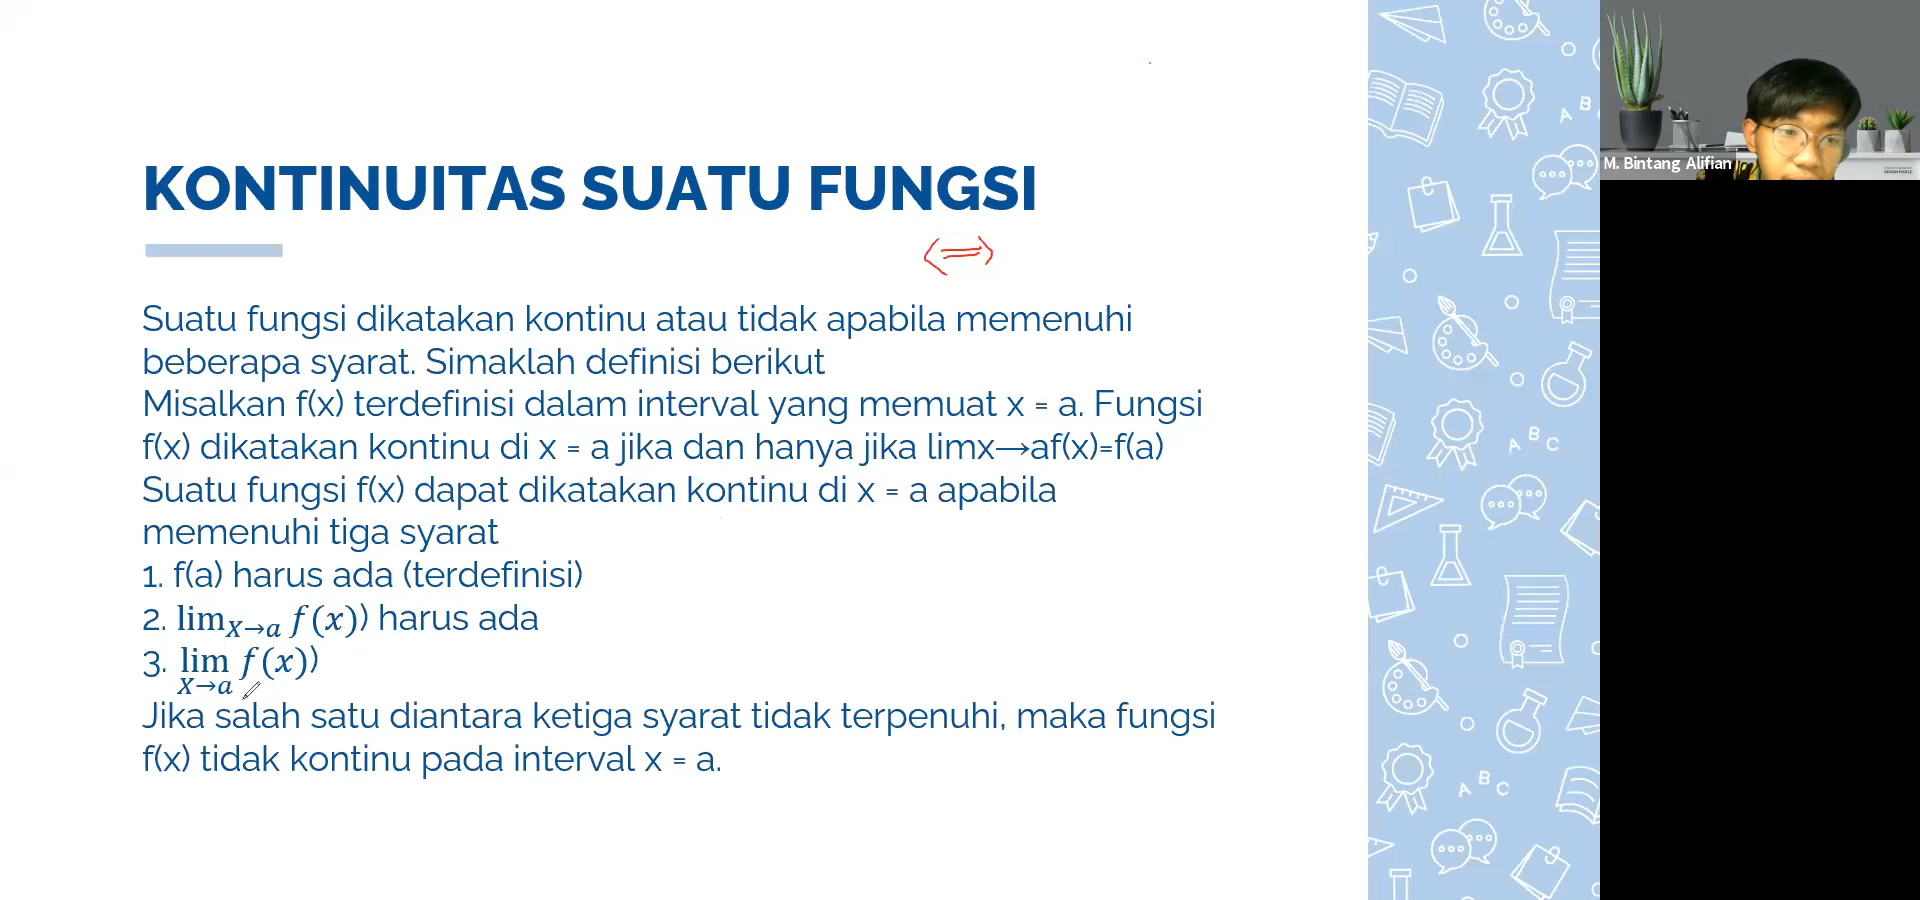 KONTINUITAS SUATU FUNGSI
⟺
Suatu fungsi dikatakan kontinu atau tidak apabila memenuhi
beberapa syarat. Simaklah definisi berikut
Misalkan f(x) terdefinisi dalam interval yang memuat x = a. Fungsi
f(x) dikatakan kontinu di x = a jika dan hanya jika limx→af(x)=f(a)
Suatu fungsi f(x) dapat dikatakan kontinu di x = a apabila
memenuhi tiga syarat
1. f(a) harus ada (terdefinisi)
2. lim_{X→a} f(x)) harus ada
3. lim_{X→a} f(x))
Jika salah satu diantara ketiga syarat tidak terpenuhi, maka fungsi
f(x) tidak kontinu pada interval x = a.
A B C
A B C
A B C
M. Bintang Alifian